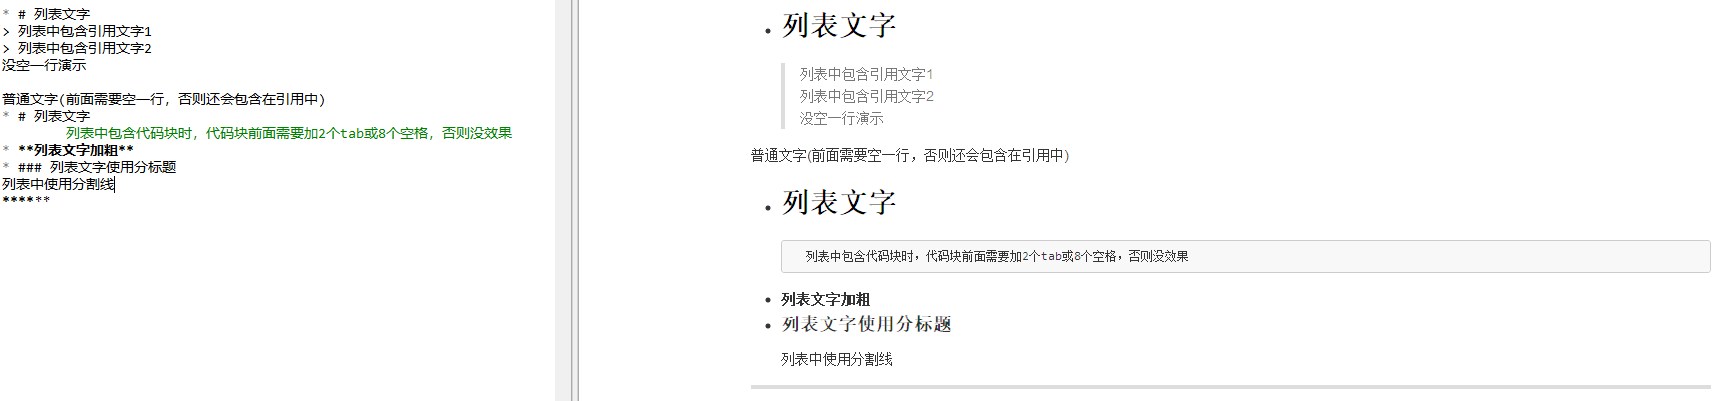 * # 列表文字
> 列表中包含引用文字1
> 列表中包含引用文字2
没空一行演示
普通文字(前面需要空一行，否则还会包含在引用中)
* # 列表文字
列表中包含代码块时，代码块前面需要加2个tab或8个空格，否则没效果
* **列表文字加粗**
* ### 列表文字使用分标题
列表中使用分割线
******
• 列表文字
列表中包含引用文字1
列表中包含引用文字2
没空一行演示
普通文字(前面需要空一行，否则还会包含在引用中)
• 列表文字
列表中包含代码块时，代码块前面需要加2个tab或8个空格，否则没效果
• 列表文字加粗
• 列表文字使用分标题
列表中使用分割线